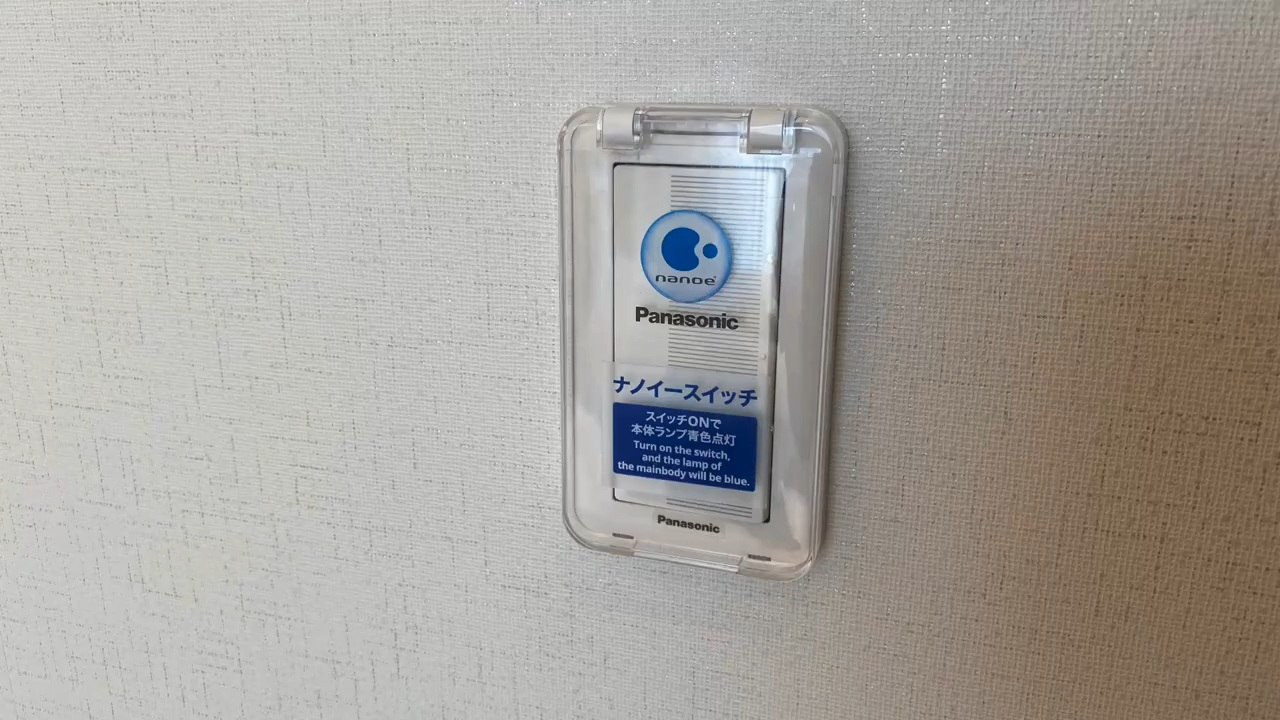 nanoe
Panasonic
ナノイースイッチ
スイッチONで
本体ランプ青色点灯
Turn on the switch,
and the lamp of
the mainbody will be blue.
Panasonic